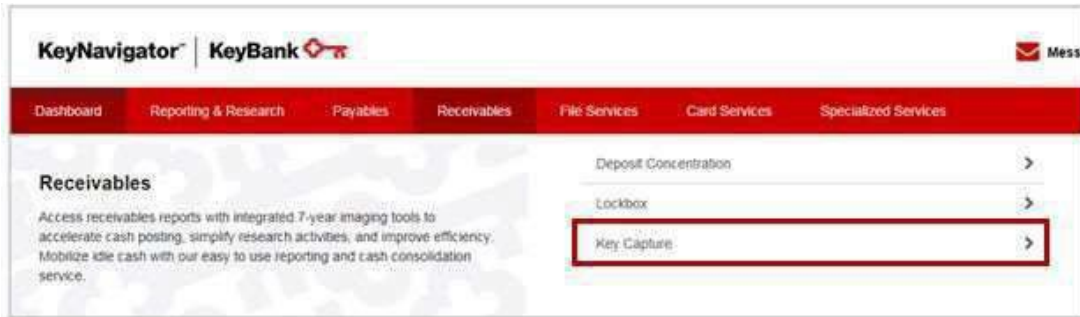 KeyNavigator | KeyBank
Mess
Dashboard Reporting & Research Payables Receivables File Services Card Services Specialized Services
Receivables
Access receivables reports with integrated 7-year imaging tools to
accelerate cash posting, simplify research activities, and improve efficiency.
Mobilize idle cash with our easy to use reporting and cash consolidation
service.
Deposit Concentration
Lockbox
Key Capture